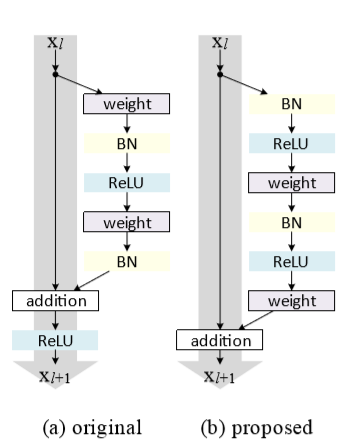 x_l
weight
BN
ReLU
weight
BN
addition
ReLU
x_{l+1}
(a) original
x_l
BN
ReLU
weight
BN
ReLU
weight
addition
x_{l+1}
(b) proposed